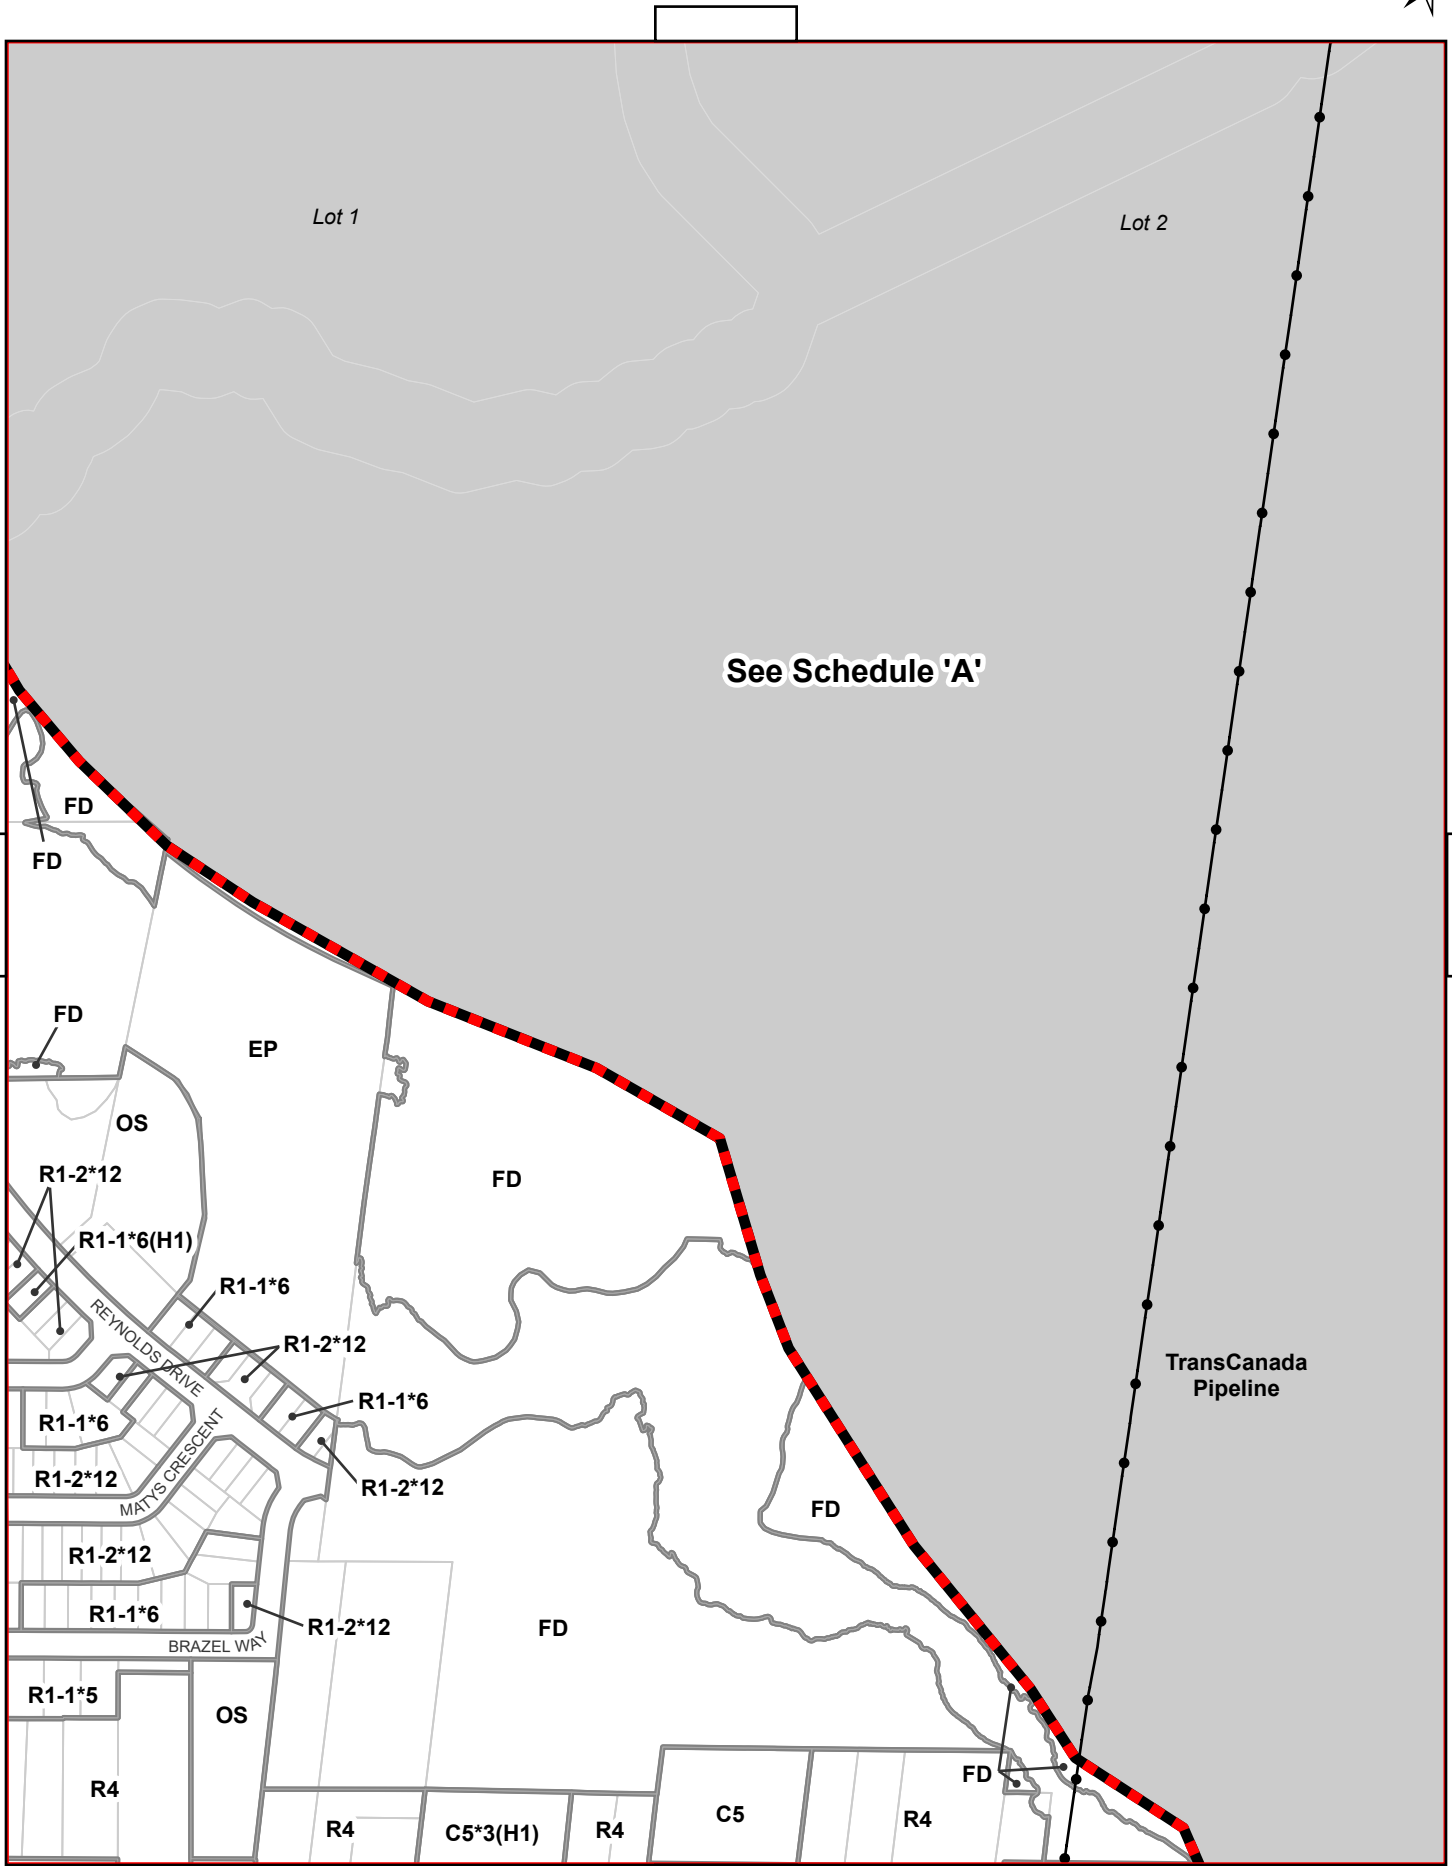 Lot 1
Lot 2
See Schedule 'A'
FD
FD
FD
EP
OS
R1-2*12
FD
R1-1*6(H1)
R1-1*6
REYNOLDS DRIVE
R1-2*12
TransCanada
Pipeline
R1-1*6
R1-1*6
MATYS CRESCENT
R1-2*12
R1-2*12
FD
R1-2*12
R1-1*6
R1-2*12
FD
BRAZEL WAY
R1-1*5
OS
FD
R4
C5
R4
R4
C5*3(H1)
R4